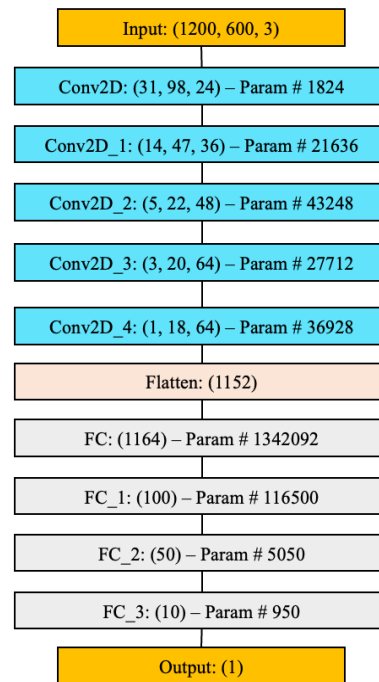 Input: (1200, 600, 3)
Conv2D: (31, 98, 24) – Param # 1824
Conv2D_1: (14, 47, 36) – Param # 21636
Conv2D_2: (5, 22, 48) – Param # 43248
Conv2D_3: (3, 20, 64) – Param # 27712
Conv2D_4: (1, 18, 64) – Param # 36928
Flatten: (1152)
FC: (1164) – Param # 1342092
FC_1: (100) – Param # 116500
FC_2: (50) – Param # 5050
FC_3: (10) – Param # 950
Output: (1)